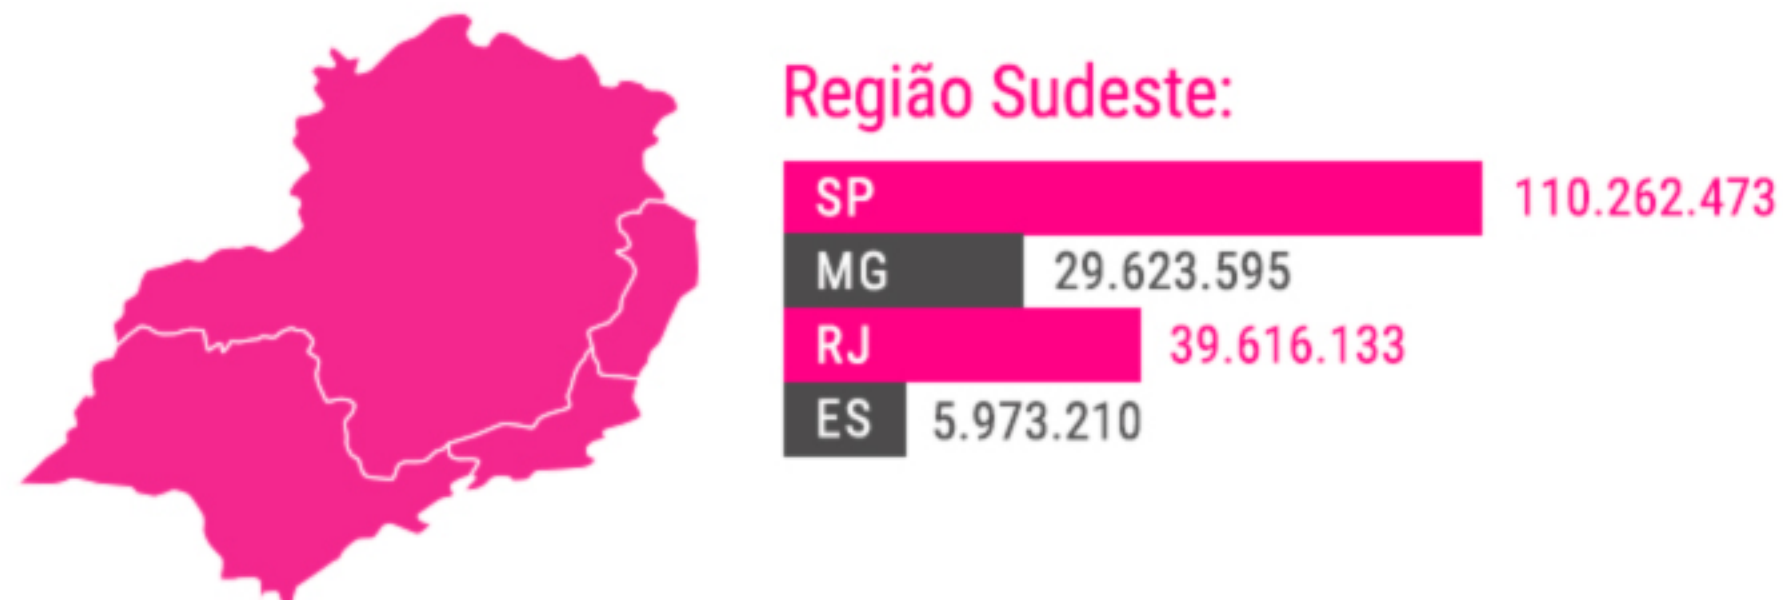 Região Sudeste:
SP 110.262.473
MG 29.623.595
RJ 39.616.133
ES 5.973.210